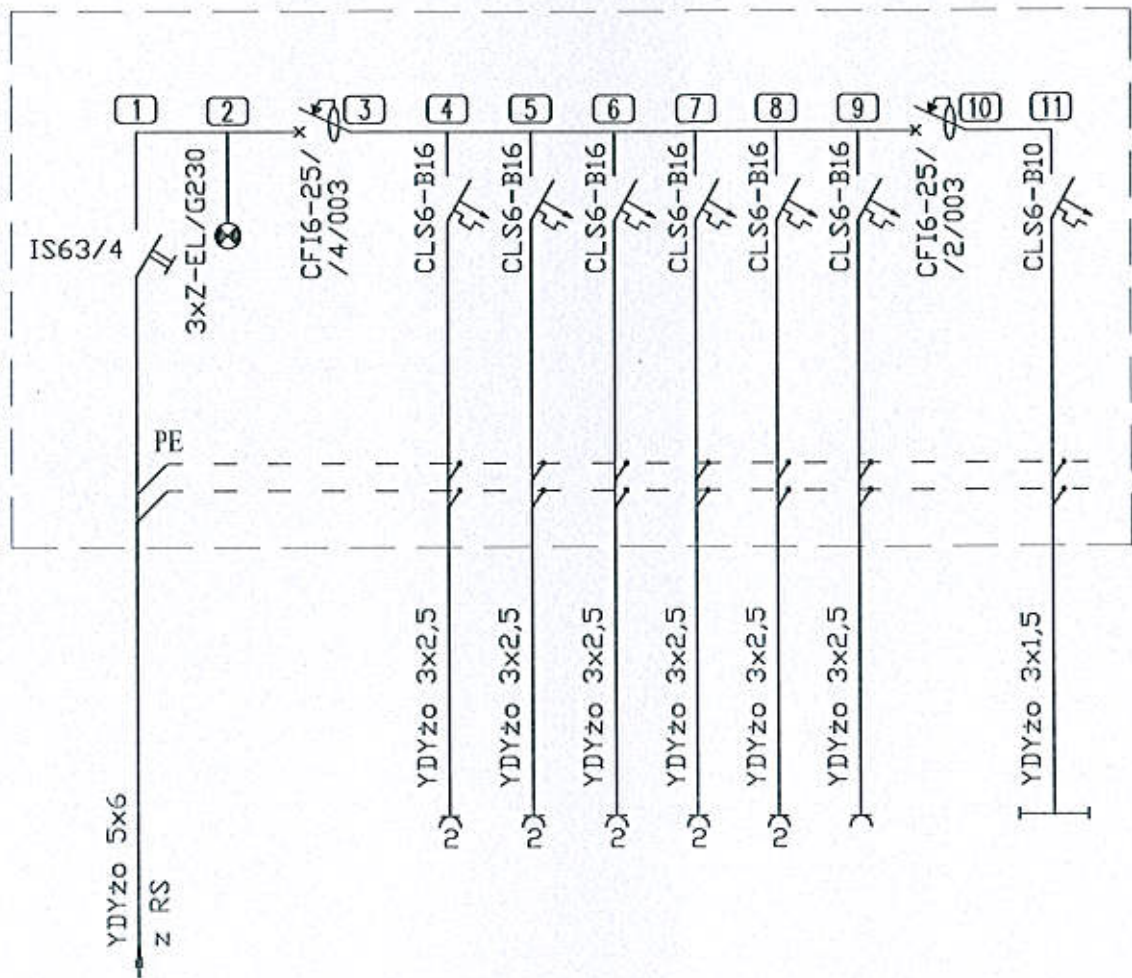 1
2
3
4
5
6
7
8
9
10
11
IS63/4
3xZ-EL/G230
CFI6-25/
/4/003
CLS6-B16
CLS6-B16
CLS6-B16
CLS6-B16
CLS6-B16
CLS6-B16
CFI6-25/
/2/003
CLS6-B10
PE
YDYżo 5x6
z RS
YDYżo 3x2,5
YDYżo 3x2,5
YDYżo 3x2,5
YDYżo 3x2,5
YDYżo 3x2,5
YDYżo 3x2,5
YDYżo 3x1,5
2
2
2
2
2